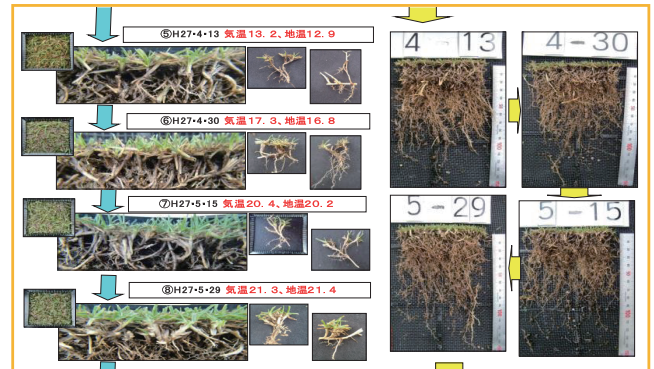 ⑤H27・4・13 気温13.2、地温12.9
⑥H27・4・30 気温17.3、地温16.8
⑦H27・5・15 気温20.4、地温20.2
⑧H27・5・29 気温21.3、地温21.4
4-13
4-30
5-29
5-15